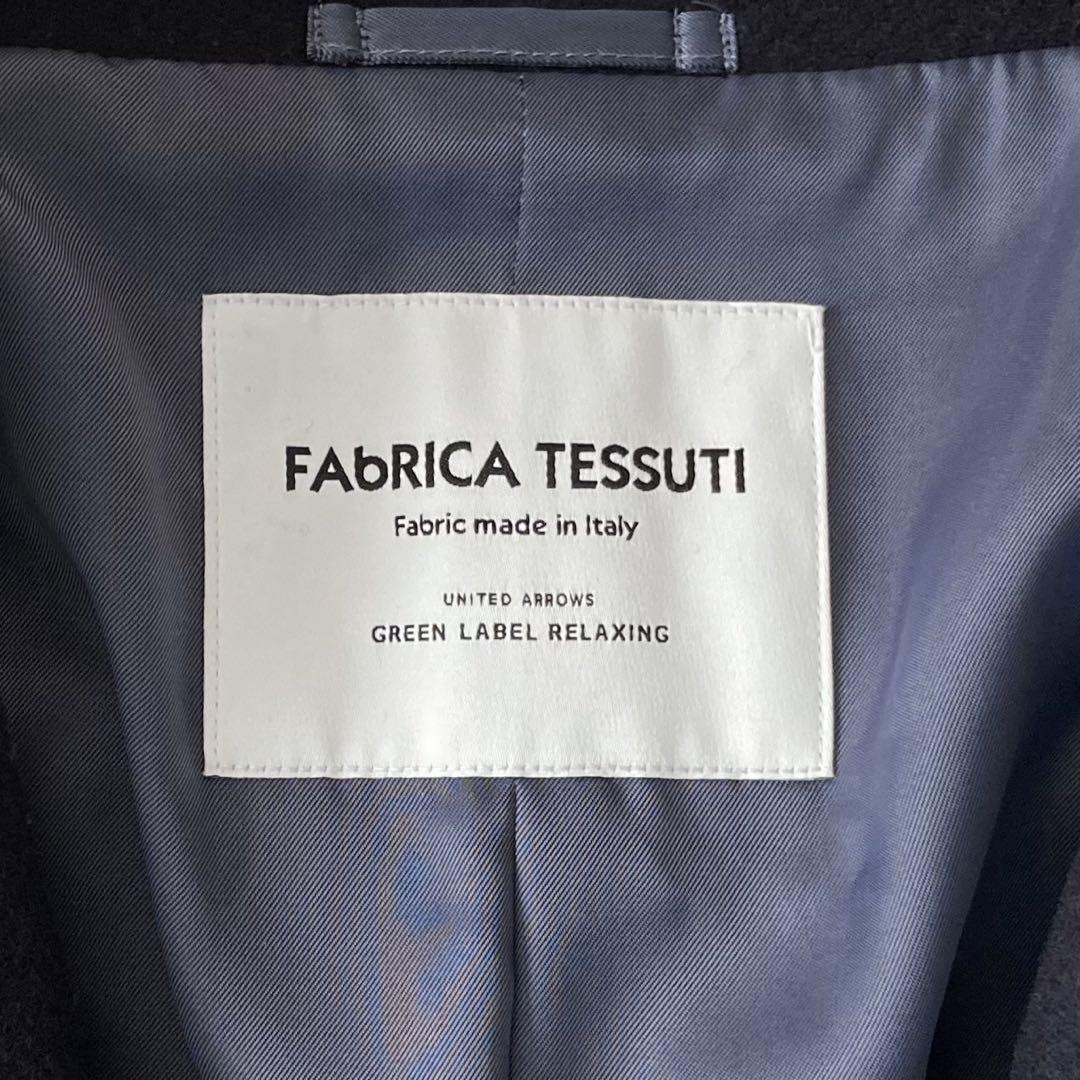 FAbRICA TESSUTI
Fabric made in Italy
UNITED ARROWS
GREEN LABEL RELAXING